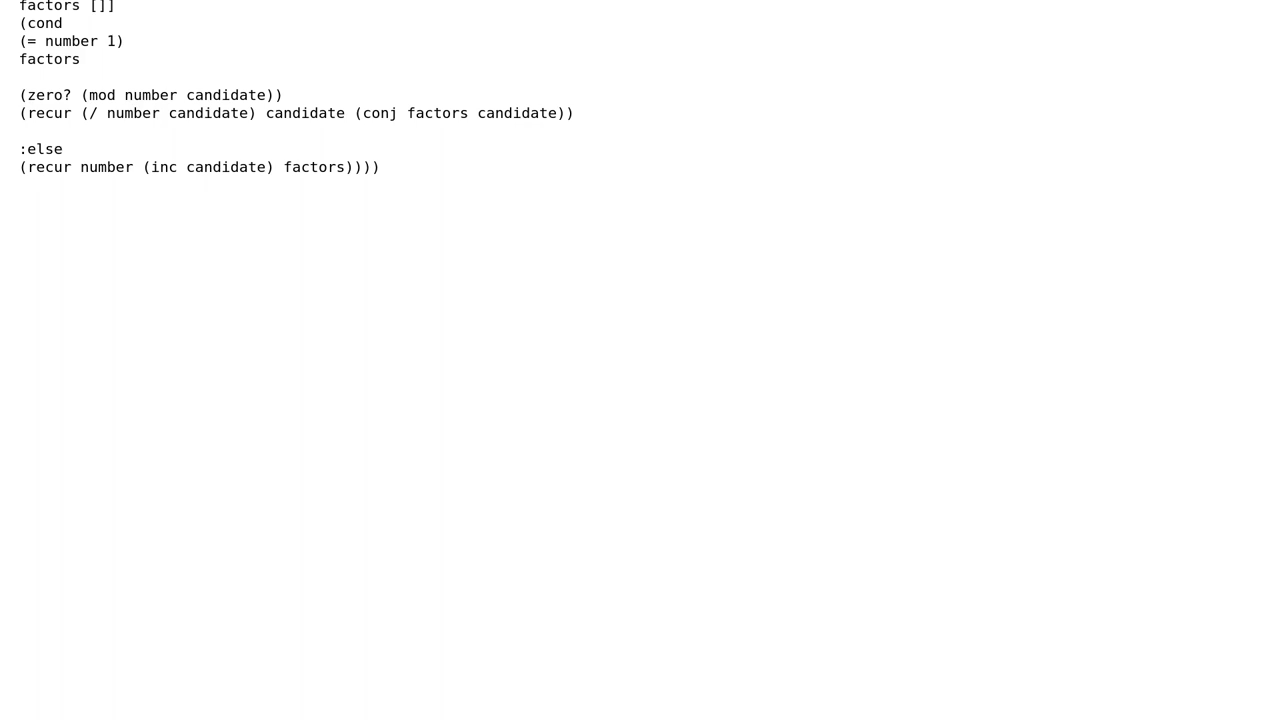 factors []]
(cond
(= number 1)
factors

(zero? (mod number candidate))
(recur (/ number candidate) candidate (conj factors candidate))

:else
(recur number (inc candidate) factors))))